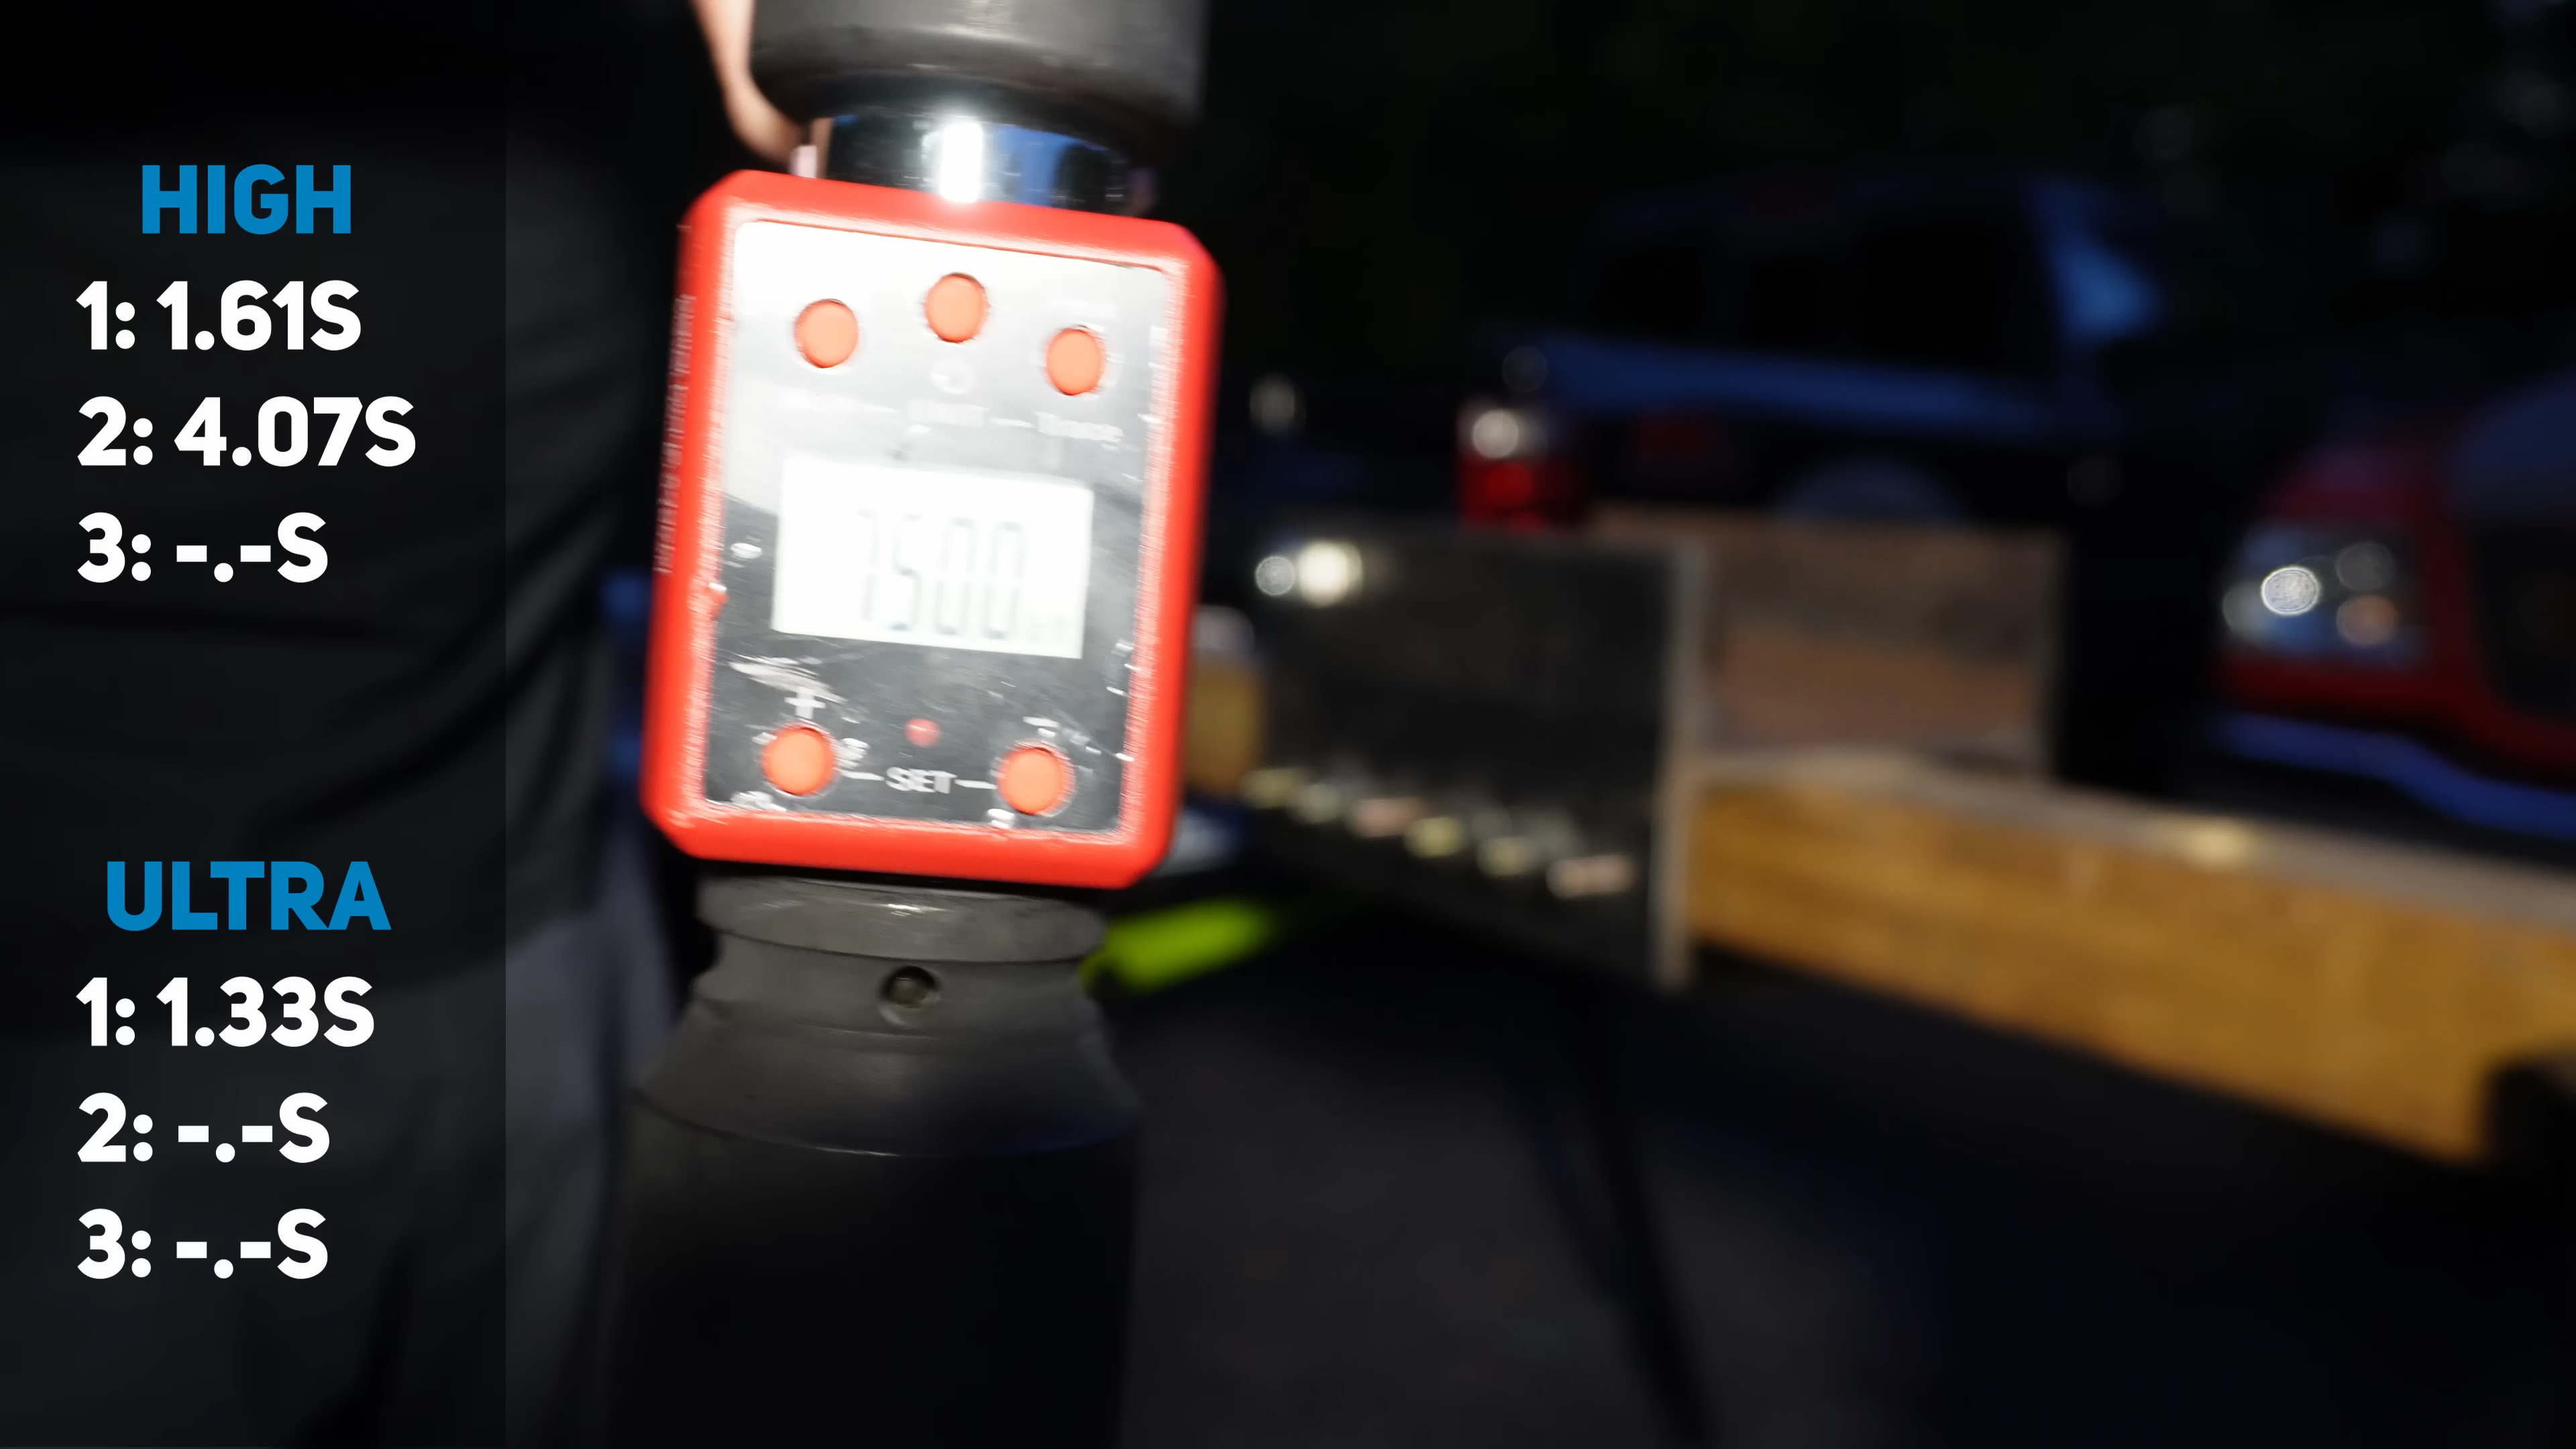 HIGH
1: 1.61S
2: 4.07S
3: -.-S
ULTRA
1: 1.33S
2: -.-S
3: -.-S
+ -
- SET -